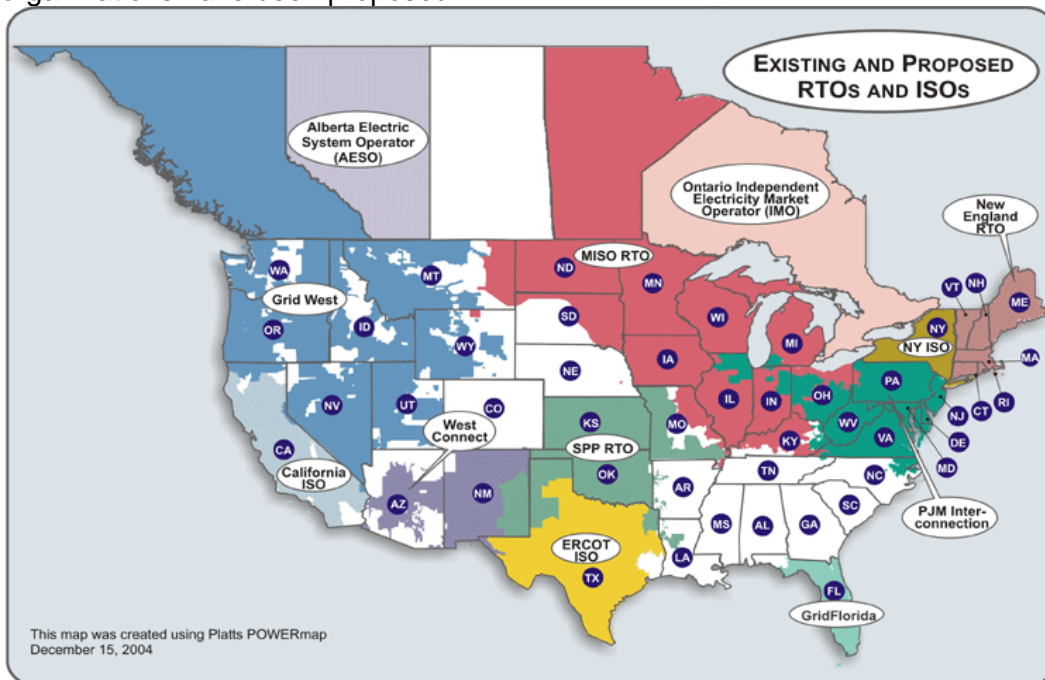 EXISTING AND PROPOSED
RTOS AND ISOS
Alberta Electric
System Operator
(AESO)
Ontario Independent
Electricity Market
Operator (IMO)
New
England
RTO
MISO RTO
WA
MT
ND
MN
VT
NH
ME
Grid West
OR
ID
SD
WI
MI
NY
NY ISO
WY
MA
IA
NE
PA
NV
UT
CO
IL
IN
OH
RI
CT
NJ
West
Connect
KS
MO
WV
VA
KY
DE
MD
CA
California
ISO
SPP RTO
OK
TN
NC
AZ
NM
AR
SC
PJM Inter-
connection
MS
AL
GA
ERCOT
ISO
LA
TX
FL
GridFlorida
This map was created using Platts POWERmap
December 15, 2004